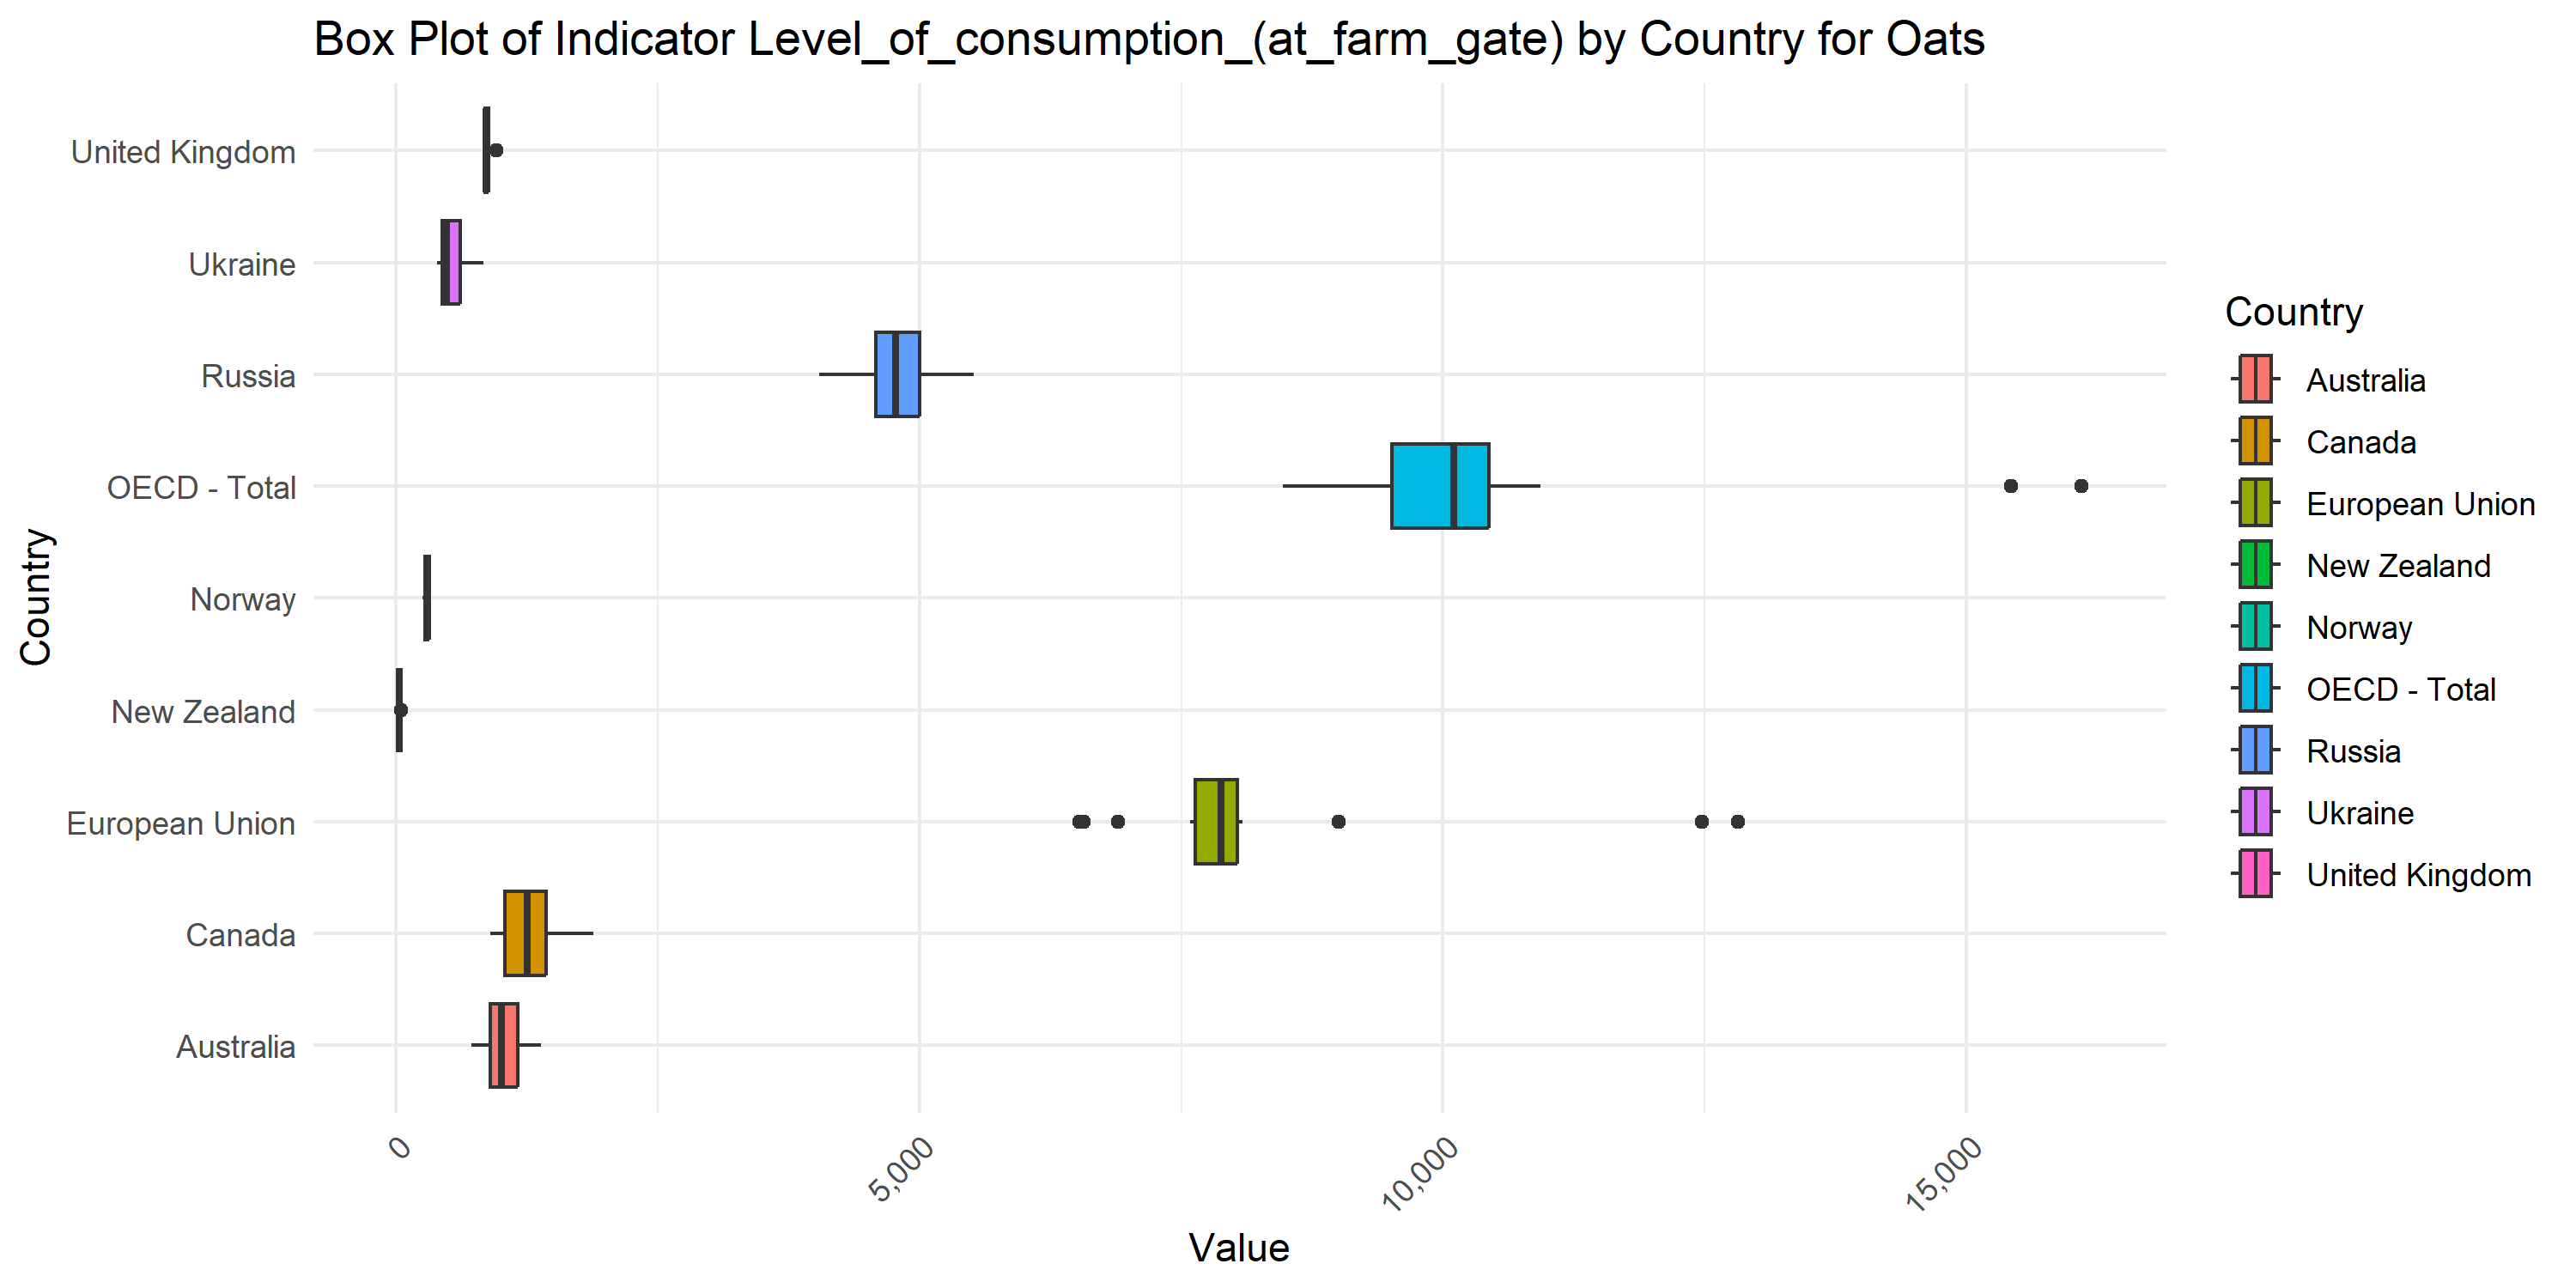 Box Plot of Indicator Level_of_consumption_(at_farm_gate) by Country for Oats
Country
United Kingdom
Ukraine
Russia
OECD - Total
Norway
New Zealand
European Union
Canada
Australia
0
5,000
10,000
15,000
Value
Country
Australia
Canada
European Union
New Zealand
Norway
OECD - Total
Russia
Ukraine
United Kingdom